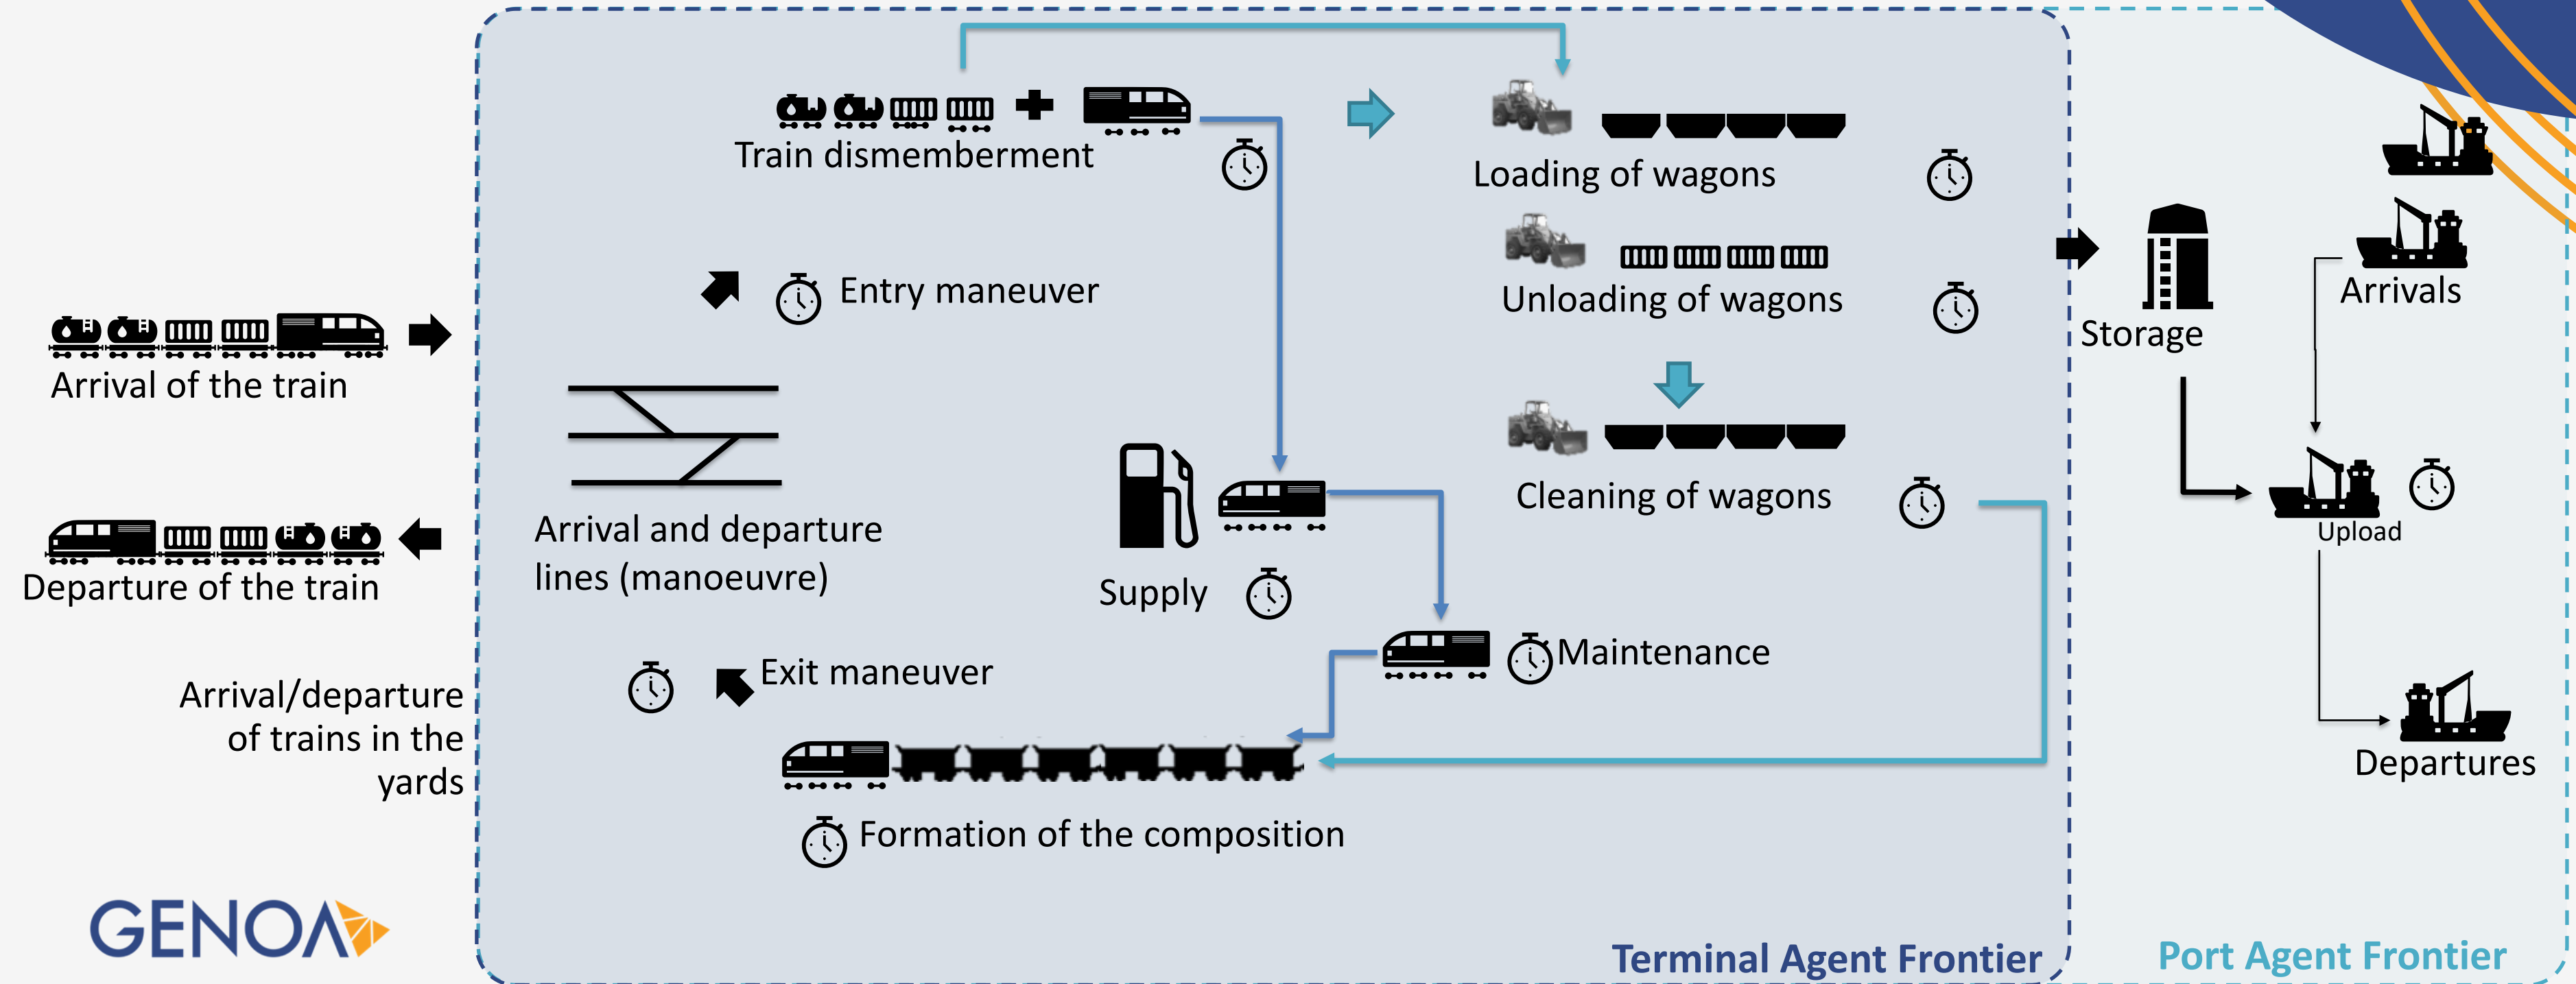 Train dismemberment
Loading of wagons
Entry maneuver
Unloading of wagons
Arrivals
Storage
Arrival of the train
Cleaning of wagons
Arrival and departure
lines (manoeuvre)
Upload
Departure of the train
Supply
Maintenance
Exit maneuver
Arrival/departure
of trains in the
yards
Departures
Formation of the composition
GENOA
Terminal Agent Frontier
Port Agent Frontier